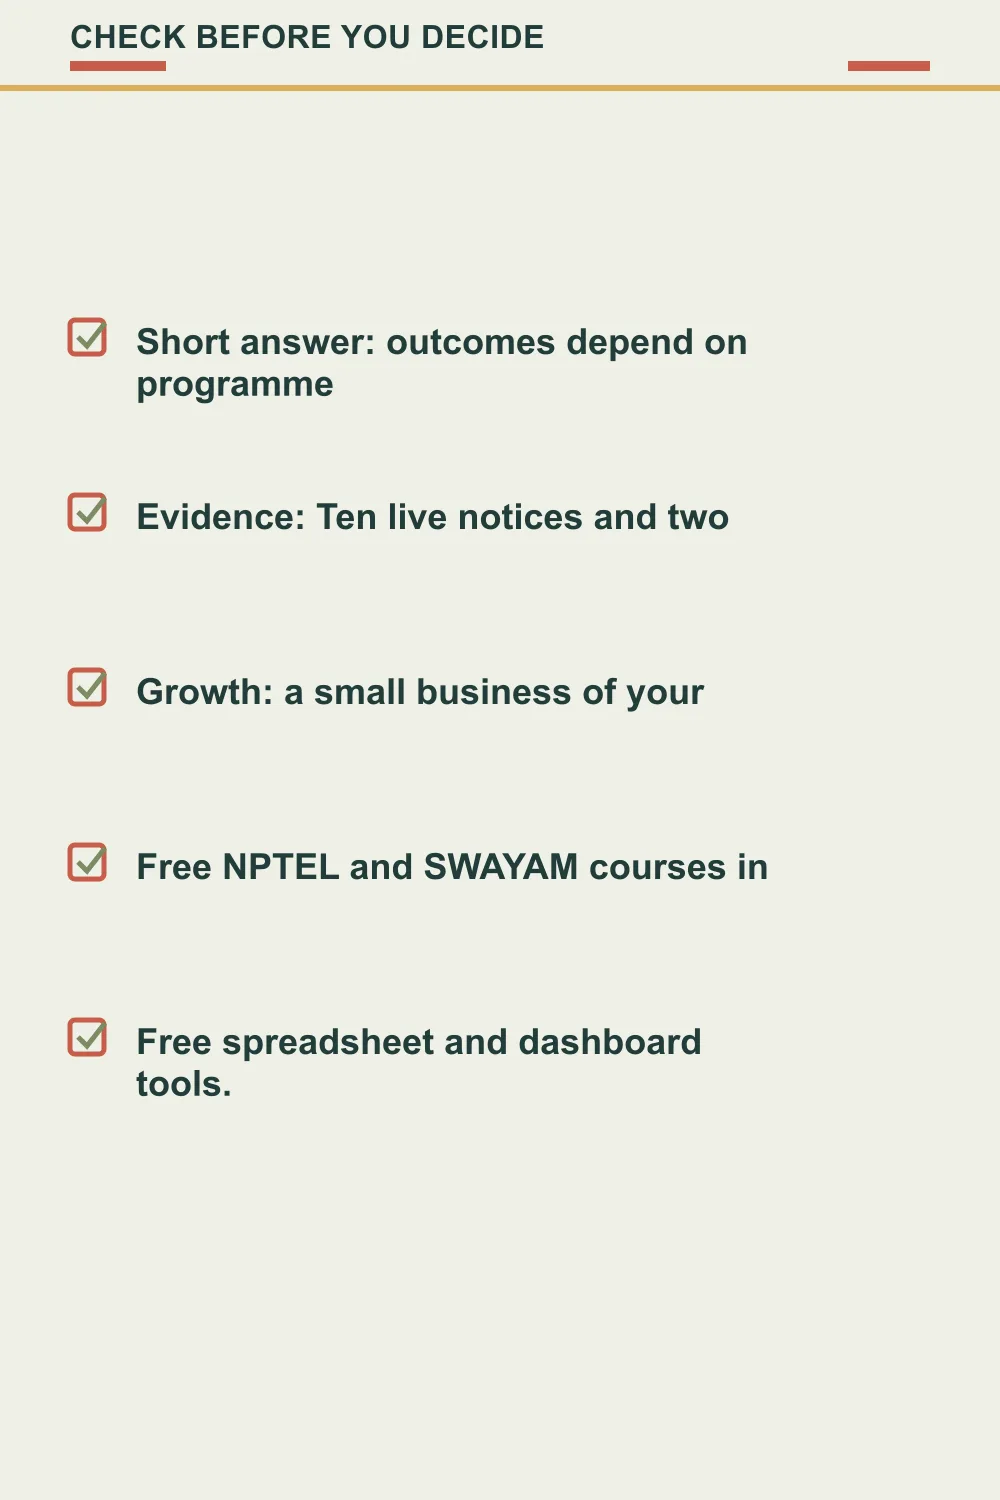 CHECK BEFORE YOU DECIDE
Short answer: outcomes depend on
programme
Evidence: Ten live notices and two
Growth: a small business of your
Free NPTEL and SWAYAM courses in
Free spreadsheet and dashboard
tools.